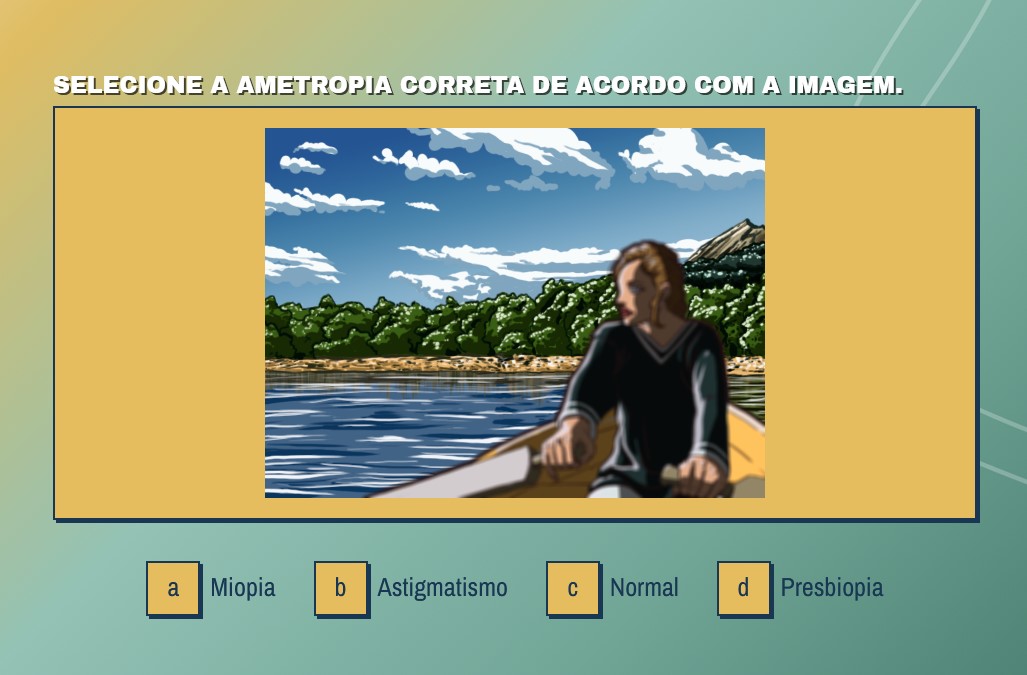 SELECIONE A AMETROPIA CORRETA DE ACORDO COM A IMAGEM.
a Miopia b Astigmatismo c Normal d Presbiopia